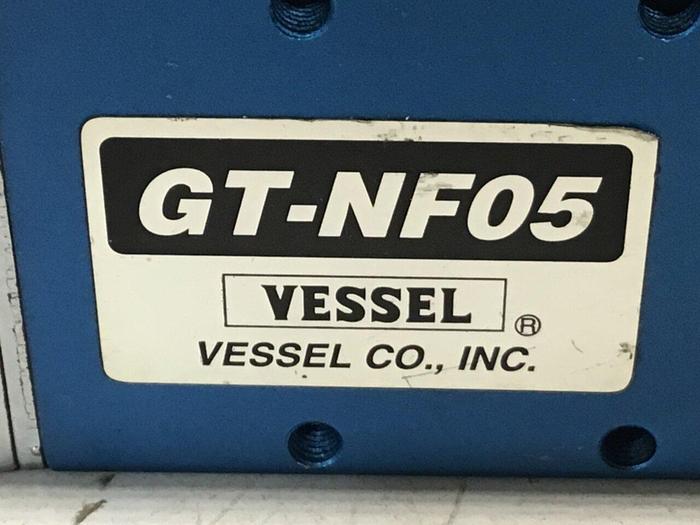 GT-NF05
VESSEL ®
VESSEL CO., INC.